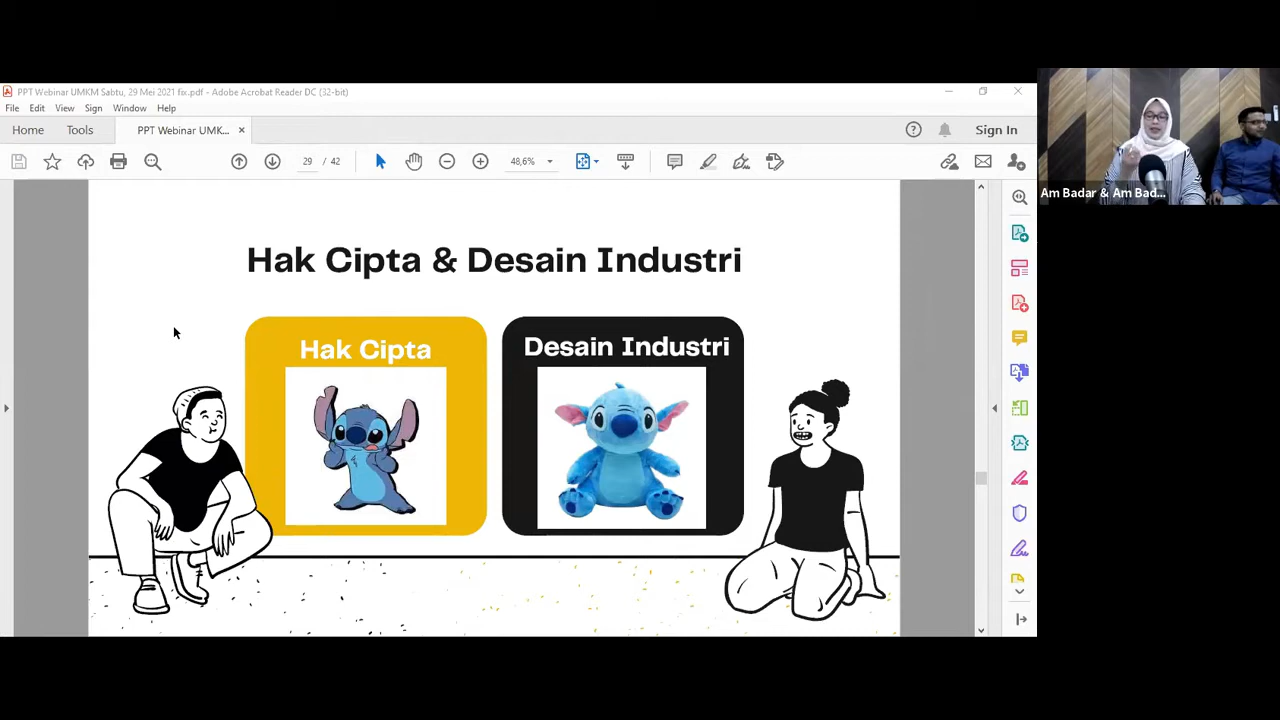 PPT Webinar UMKM Sabtu, 29 Mei 2021 fix.pdf - Adobe Acrobat Reader DC (32-bit)
File Edit View Sign Window Help
Home Tools PPT Webinar UMK... × Sign In
29 / 42 48,6%
Am Badar & Am Bad...
Hak Cipta & Desain Industri
Hak Cipta
Desain Industri